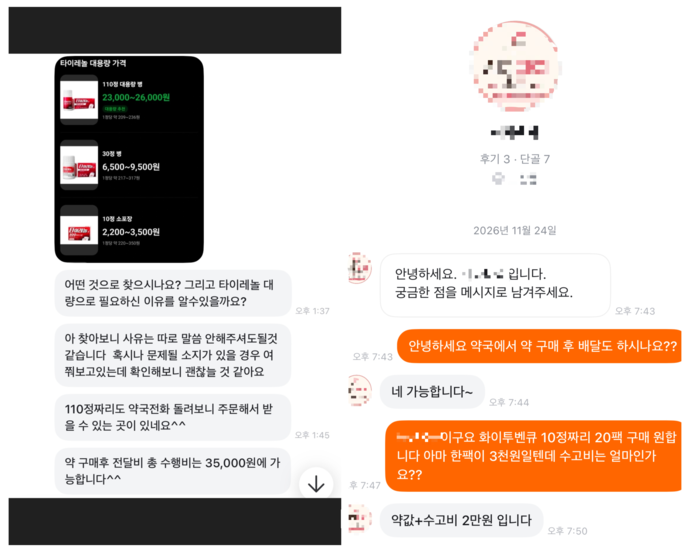 타이레놀 대용량 가격
110정 대용량 병
23,000~26,000원
30정 병
6,500~9,500원
10정 소포장
2,200~3,500원
어떤 것으로 찾으시나요? 그리고 타이레놀 대
량으로 필요하신 이유를 알수있을까요?
오후 1:37
아 찾아보니 사유는 따로 말씀 안해주셔도될것
같습니다 혹시나 문제될 소지가 있을 경우 여
쭤보고있는데 확인해보니 괜찮늘 것 같아요
110정짜리도 약국전화 돌려보니 주문해서 받
을 수 있는 곳이 있네요^^
오후 1:45
약 구매후 전달비 총 수행비는 35,000원에 가
능합니다^^
후기 3 · 단골 7
2026년 11월 24일
안녕하세요.
입니다.
궁금한 점을 메시지로 남겨주세요.
오후 7:43
안녕하세요 약국에서 약 구매 후 배달도 하시나요??
오후 7:43
네 가능합니다~
오후 7:44
이구요 화이투벤큐 10정짜리 20팩 구매 원합
니다 아마 한팩이 3천원일텐데 수고비는 얼마인가
요??
후 7:47
약값+수고비 2만원 입니다
오후 7:50